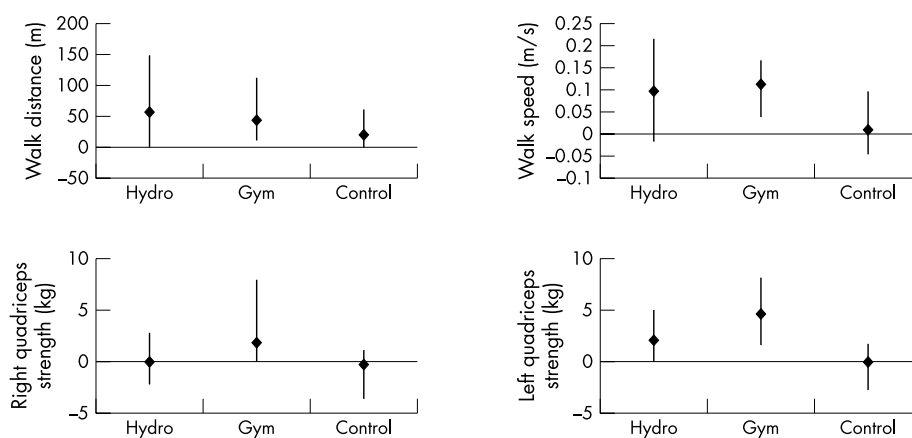 Walk distance (m)
200
150
100
50
0
–50
Hydro Gym Control
Walk speed (m/s)
0.25
0.2
0.15
0.1
0.05
0
–0.05
–0.1
Hydro Gym Control
Right quadriceps
strength (kg)
10
5
0
–5
Hydro Gym Control
Left quadriceps
strength (kg)
10
5
0
–5
Hydro Gym Control